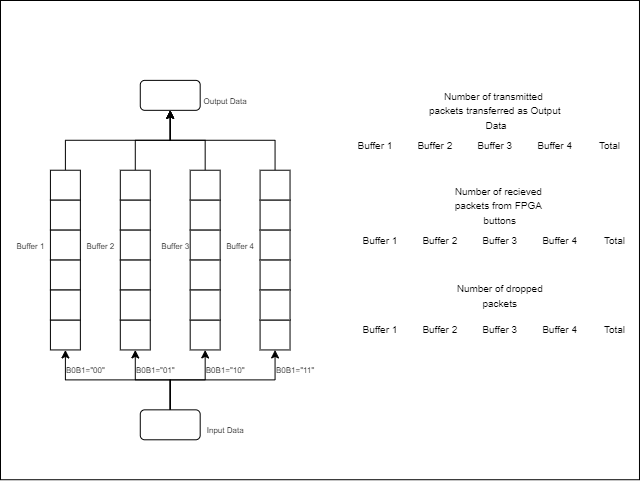 Output Data
Buffer 1
Buffer 2
Buffer 3
Buffer 4
B0B1="00"
B0B1="01"
B0B1="10"
B0B1="11"
Input Data
Number of transmitted
packets transferred as Output
Data
Buffer 1 Buffer 2 Buffer 3 Buffer 4 Total
Number of recieved
packets from FPGA
buttons
Buffer 1 Buffer 2 Buffer 3 Buffer 4 Total
Number of dropped
packets
Buffer 1 Buffer 2 Buffer 3 Buffer 4 Total